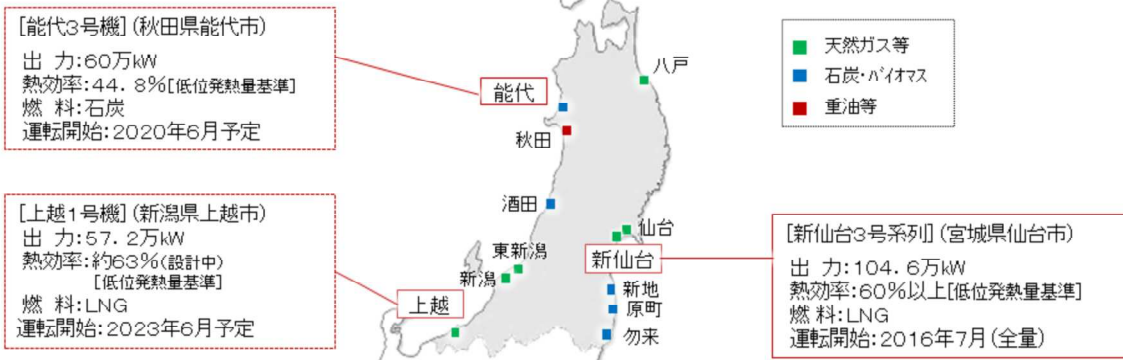 [能代3号機](秋田県能代市)
出 力:60万kW
熱効率:44.8%[低位発熱量基準]
燃 料:石炭
運転開始:2020年6月予定
[上越1号機](新潟県上越市)
出 力:57.2万kW
熱効率:約63%(設計中)
[低位発熱量基準]
燃 料:LNG
運転開始:2023年6月予定
能代
八戸
秋田
酒田
仙台
東新潟
新仙台
新潟
新地
上越
原町
勿来
天然ガス等
石炭・バイオマス
重油等
[新仙台3号系列](宮城県仙台市)
出 力:104.6万kW
熱効率:60%以上[低位発熱量基準]
燃 料:LNG
運転開始:2016年7月(全量)